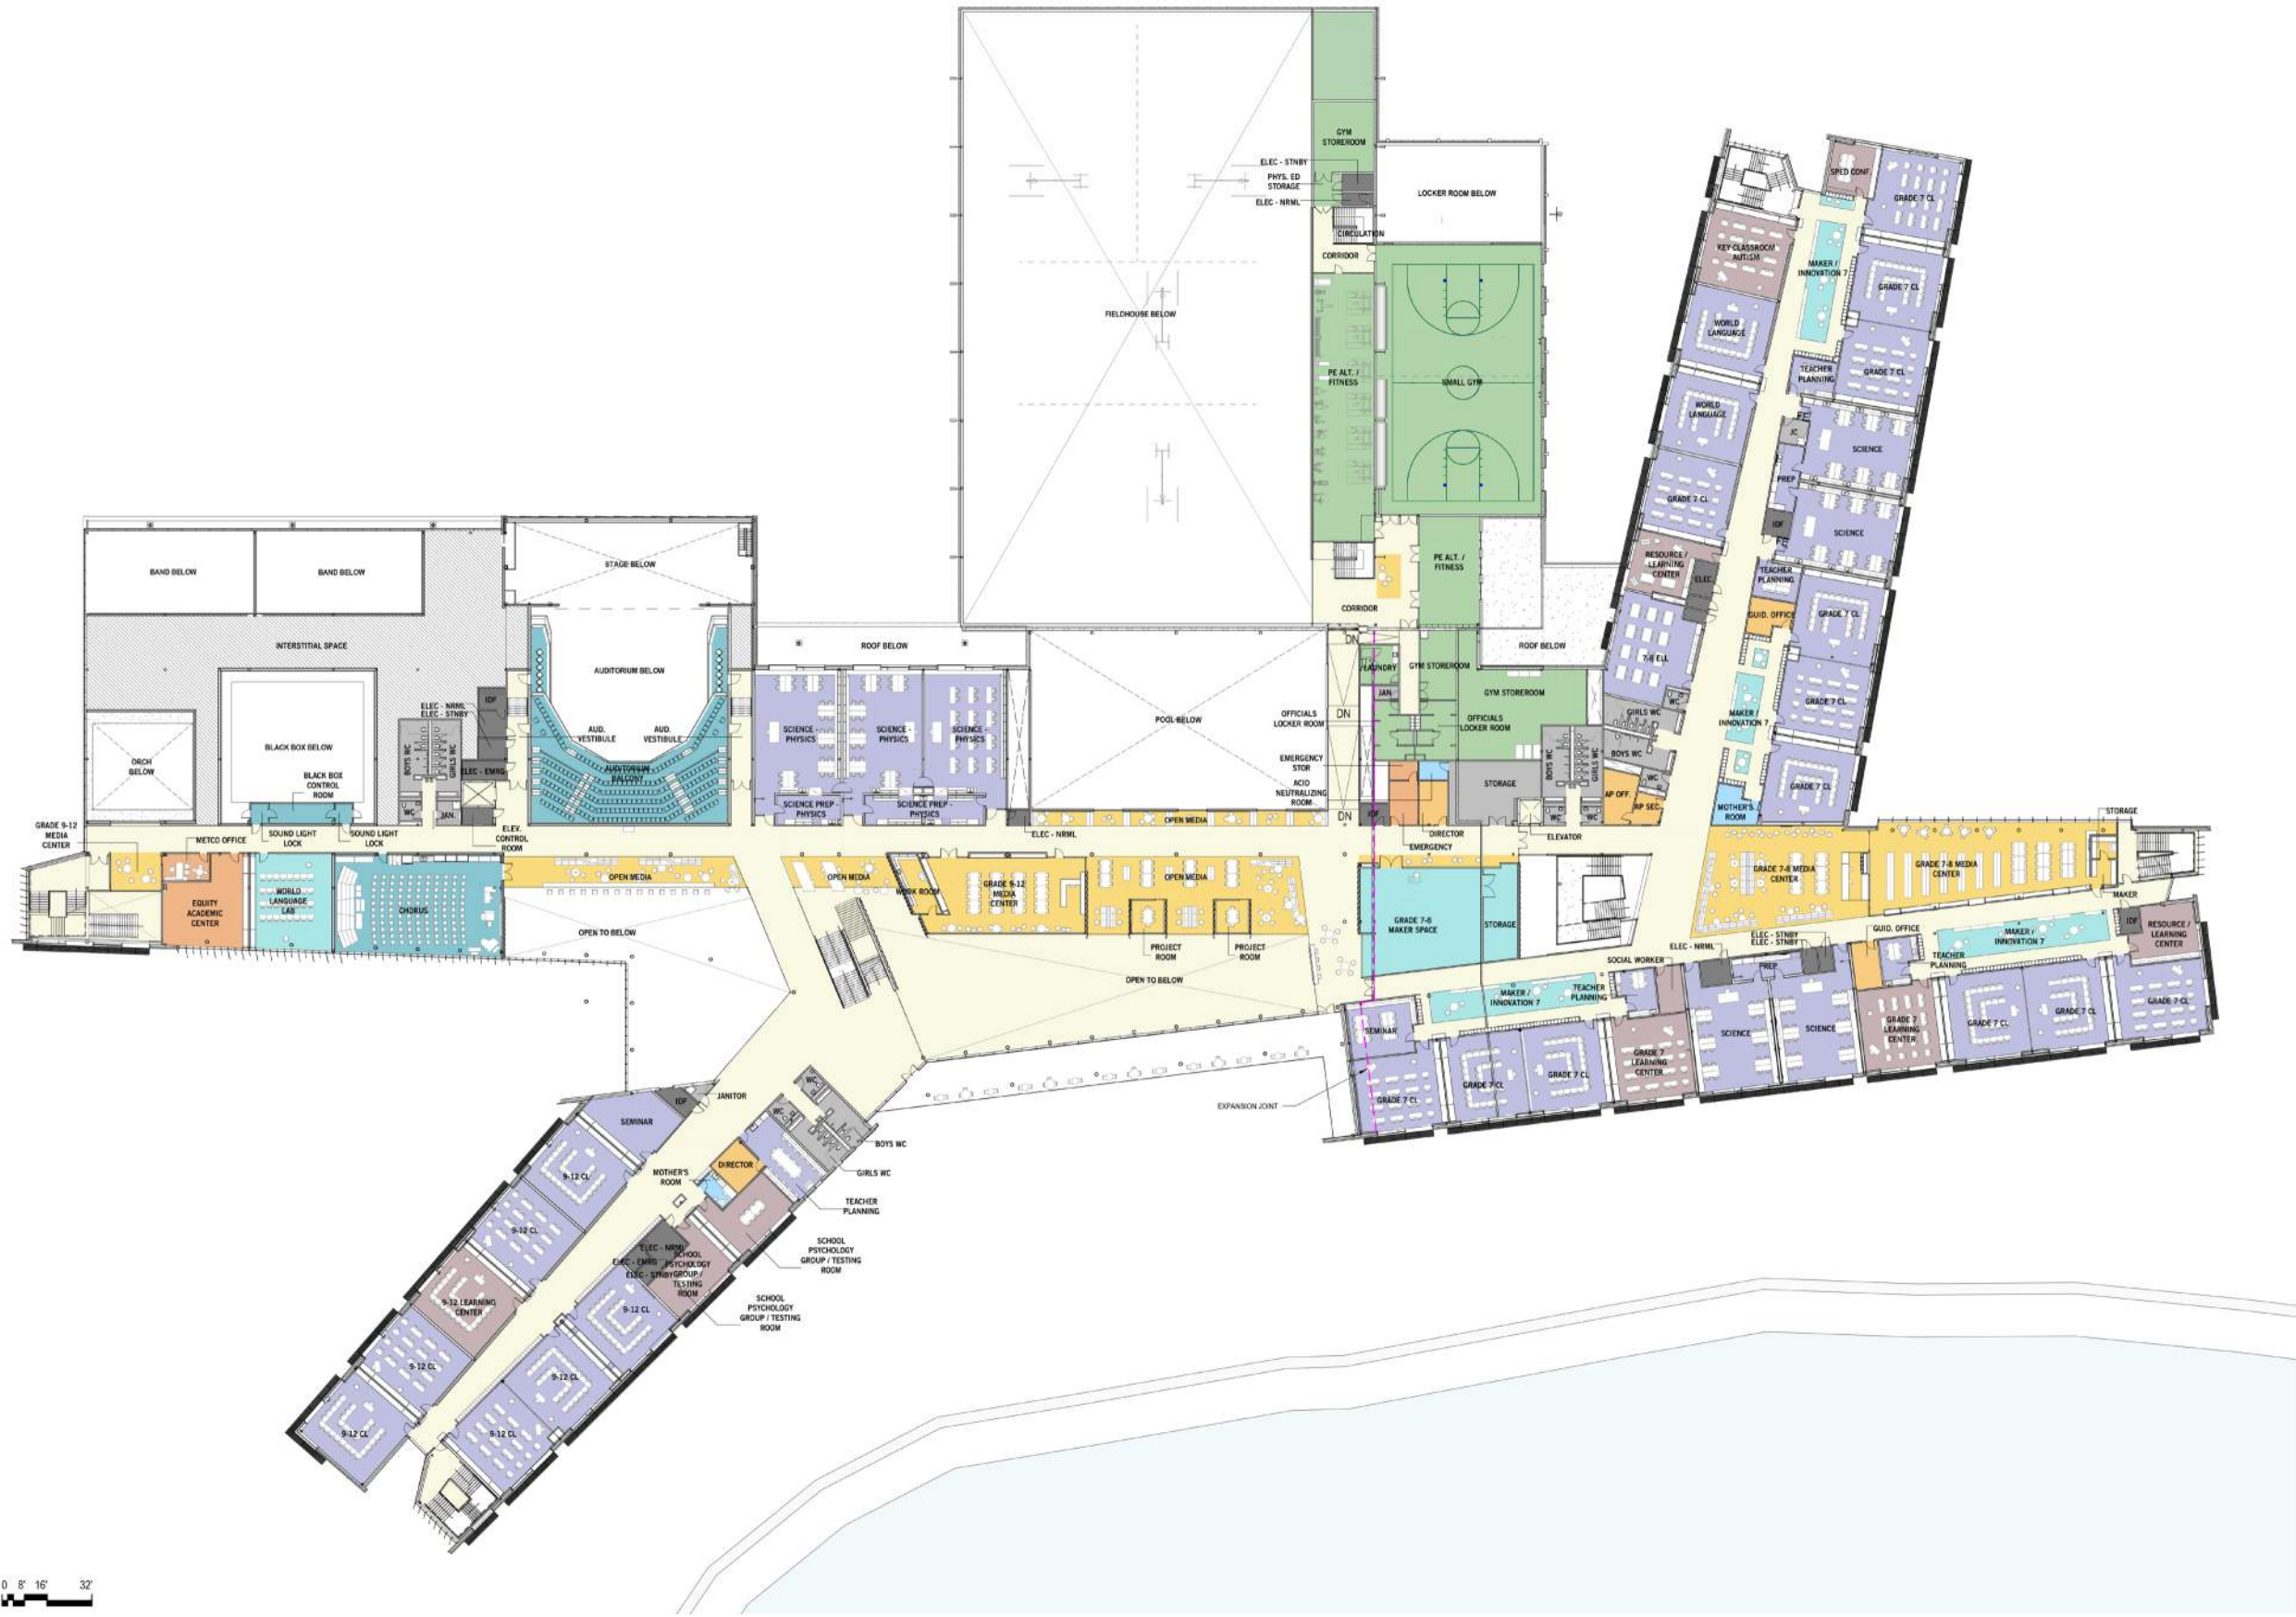 GYM
STOREROOM
ELEC - STNBY
PHYS. ED
STORAGE
ELEC - NRML
LOCKER ROOM BELOW
CIRCULATION
CORRIDOR
FIELDHOUSE BELOW
PE ALT. /
FITNESS
SMALL GYM
SPED CONF.
GRADE 7 CL
KEY CLASSROOM
AUTISM
MAKER /
INNOVATION 7
GRADE 7 CL
WORLD
LANGUAGE
TEACHER
PLANNING
GRADE 7 CL
WORLD
LANGUAGE
JC
SCIENCE
PREP
GRADE 7 CL
IDF
SCIENCE
RESOURCE /
LEARNING
CENTER
ELEC
TEACHER
PLANNING
GUID. OFFICE
GRADE 7 CL
7-8 ELL
GRADE 7 CL
WC
GIRLS WC
MAKER /
INNOVATION 7
BOYS WC
WC
AP OFF.
AP SEC.
MOTHER'S
ROOM
GRADE 7 CL
BAND BELOW
BAND BELOW
STAGE BELOW
INTERSTITIAL SPACE
AUDITORIUM BELOW
ROOF BELOW
PE ALT. /
FITNESS
CORRIDOR
DN
ROOF BELOW
LAUNDRY
GYM STOREROOM
JAN
GYM STOREROOM
IDF
ELEC - NRML
ELEC - STNBY
BLACK BOX BELOW
ORCH
BELOW
BLACK BOX
CONTROL
ROOM
BOYS WC
GIRLS WC
ELEC - EMRG
AUD.
VESTIBULE
AUD.
VESTIBULE
AUDITORIUM
BALCONY
SCIENCE -
PHYSICS
SCIENCE -
PHYSICS
SCIENCE -
PHYSICS
POOL BELOW
DN
OFFICIALS
LOCKER ROOM
OFFICIALS
LOCKER ROOM
EMERGENCY
STOR
ACID
NEUTRALIZING
ROOM
STORAGE
BOYS WC
GIRLS WC
SCIENCE PREP -
PHYSICS
SCIENCE PREP -
PHYSICS
WC
JAN.
OPEN MEDIA
DN
IDF
WC
WC
GRADE 9-12
MEDIA
CENTER
METCO OFFICE
SOUND LIGHT
LOCK
SOUND LIGHT
LOCK
ELEV.
CONTROL
ROOM
ELEC - NRML
DIRECTOR
EMERGENCY
ELEVATOR
STORAGE
EQUITY
ACADEMIC
CENTER
WORLD
LANGUAGE
LAB
CHORUS
OPEN MEDIA
OPEN MEDIA
WORK ROOM
GRADE 9-12
MEDIA
CENTER
OPEN MEDIA
GRADE 7-8
MAKER SPACE
STORAGE
GRADE 7-8 MEDIA
CENTER
GRADE 7-8 MEDIA
CENTER
MAKER
OPEN TO BELOW
PROJECT
ROOM
PROJECT
ROOM
OPEN TO BELOW
ELEC - STNBY
ELEC - STNBY
ELEC - NRML
GUID. OFFICE
MAKER /
INNOVATION 7
IDF
RESOURCE /
LEARNING
CENTER
SOCIAL WORKER
PREP
TEACHER
PLANNING
MAKER /
INNOVATION 7
TEACHER
PLANNING
SEMINAR
GRADE 7 CL
GRADE 7 CL
GRADE 7 CL
GRADE 7
LEARNING
CENTER
SCIENCE
SCIENCE
GRADE 7
LEARNING
CENTER
GRADE 7 CL
GRADE 7 CL
GRADE 7 CL
EXPANSION JOINT
IDF
JANITOR
SEMINAR
WC
WC
BOYS WC
GIRLS WC
TEACHER
PLANNING
DIRECTOR
MOTHER'S
ROOM
9-12 CL
9-12 CL
SCHOOL
PSYCHOLOGY
GROUP / TESTING
ROOM
ELEC - NRML
ELEC - EMRG
ELEC - STNBY
SCHOOL
PSYCHOLOGY
GROUP /
TESTING
ROOM
SCHOOL
PSYCHOLOGY
GROUP / TESTING
ROOM
9-12 LEARNING
CENTER
9-12 CL
9-12 CL
9-12 CL
9-12 CL
9-12 CL
0 8' 16' 32'